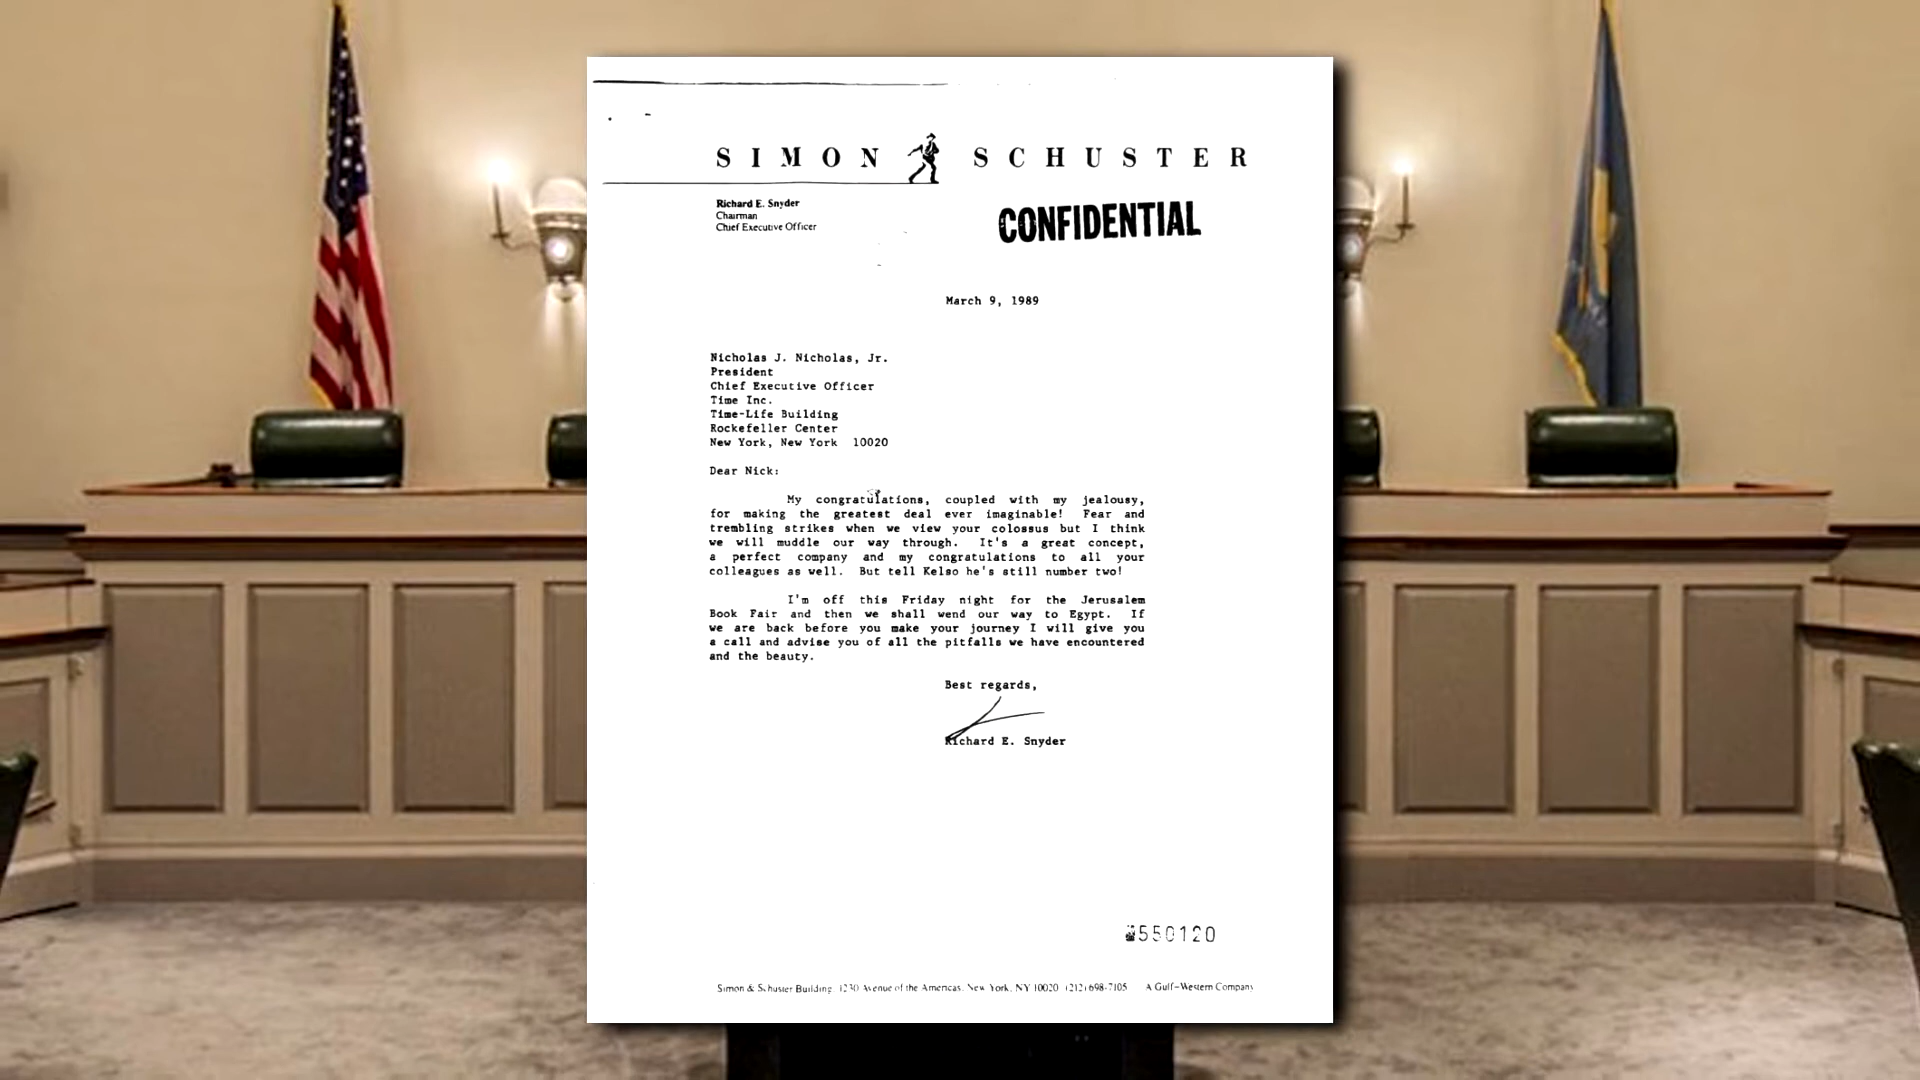 SIMON SCHUSTER
Richard E. Snyder
Chairman
Chief Executive Officer
CONFIDENTIAL
March 9, 1989
Nicholas J. Nicholas, Jr.
President
Chief Executive Officer
Time Inc.
Time-Life Building
Rockefeller Center
New York, New York 10020
Dear Nick:
My congratulations, coupled with my jealousy,
for making the greatest deal ever imaginable! Fear and
trembling strikes when we view your colossus but I think
we will muddle our way through. It's a great concept,
a perfect company and my congratulations to all your
colleagues as well. But tell Kelso he's still number two!
I'm off this Friday night for the Jerusalem
Book Fair and then we shall wend our way to Egypt. If
we are back before you make your journey I will give you
a call and advise you of all the pitfalls we have encountered
and the beauty.
Best regards,
Richard E. Snyder
550120
Simon & Schuster Building, 1230 Avenue of the Americas, New York, NY 10020 (212) 698-7105 A Gulf+Western Company